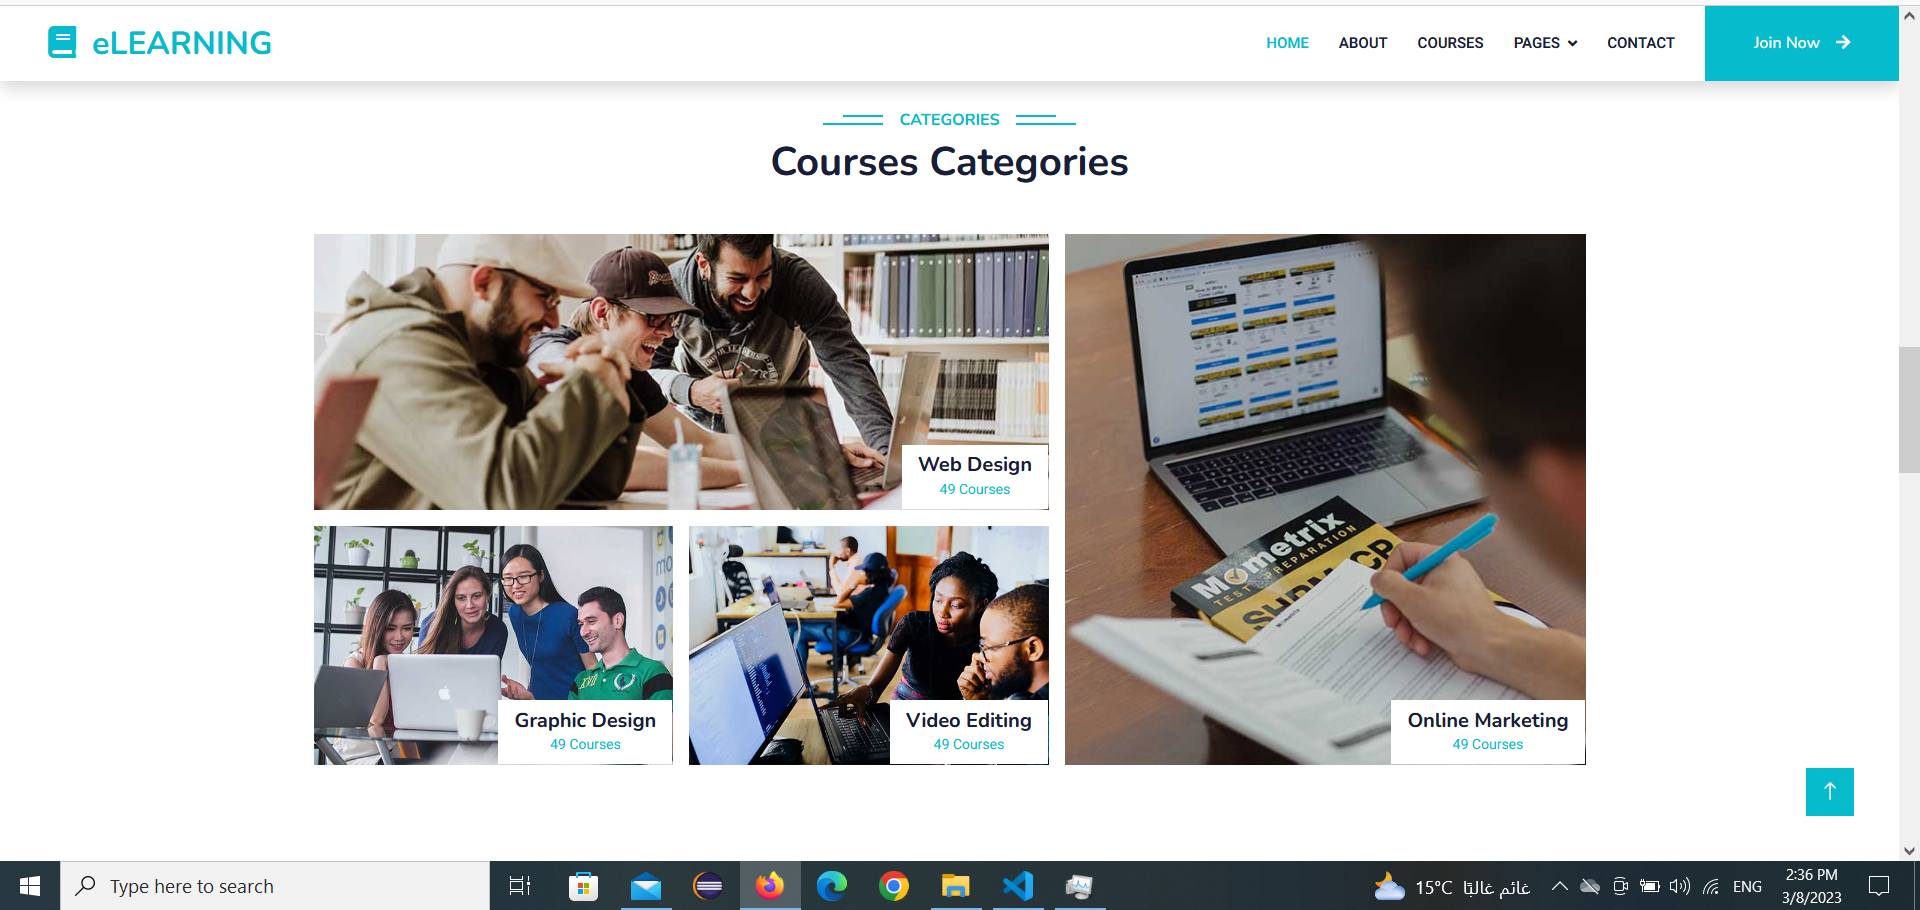 eLEARNING
HOME ABOUT COURSES PAGES CONTACT Join Now
CATEGORIES
Courses Categories
Web Design
49 Courses
Mometrix
TEST PREPARATION
Graphic Design
49 Courses
Video Editing
49 Courses
Online Marketing
49 Courses
Type here to search
15°C غائم غالبًا
ENG
2:36 PM
3/8/2023